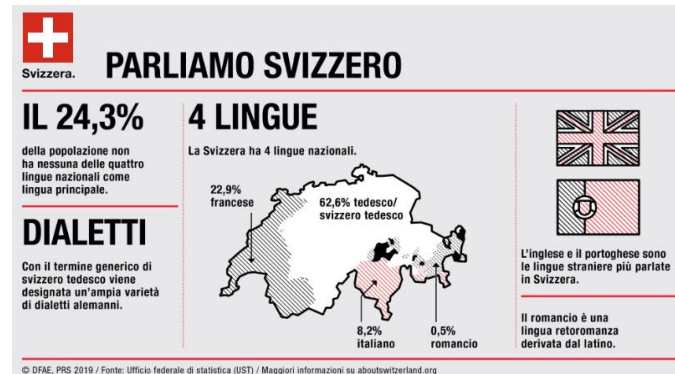 Svizzera.
PARLIAMO SVIZZERO
IL 24,3%
della popolazione non
ha nessuna delle quattro
lingue nazionali come
lingua principale.
DIALETTI
Con il termine generico di
svizzero tedesco viene
designata un'ampia varietà
di dialetti alemanni.
4 LINGUE
La Svizzera ha 4 lingue nazionali.
22,9%
francese
62,6% tedesco/
svizzero tedesco
8,2%
italiano
0,5%
romancio
L'inglese e il portoghese sono
le lingue straniere più parlate
in Svizzera.
Il romancio è una
lingua retoromanza
derivata dal latino.
© DFAE, PRS 2019 / Fonte: Ufficio federale di statistica (UST) / Maggiori informazioni su aboutswitzerland.org